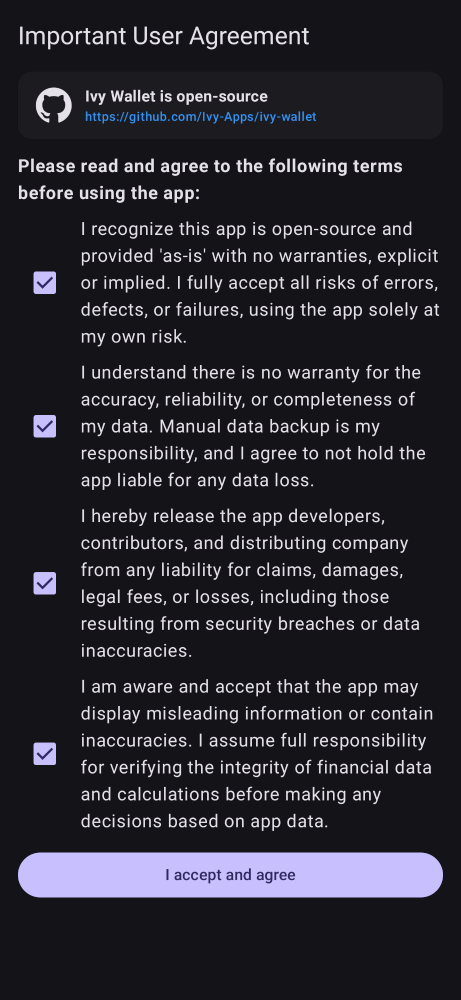 Important User Agreement
Ivy Wallet is open-source
https://github.com/Ivy-Apps/ivy-wallet
Please read and agree to the following terms
before using the app:
I recognize this app is open-source and
provided 'as-is' with no warranties, explicit
or implied. I fully accept all risks of errors,
defects, or failures, using the app solely at
my own risk.
I understand there is no warranty for the
accuracy, reliability, or completeness of
my data. Manual data backup is my
responsibility, and I agree to not hold the
app liable for any data loss.
I hereby release the app developers,
contributors, and distributing company
from any liability for claims, damages,
legal fees, or losses, including those
resulting from security breaches or data
inaccuracies.
I am aware and accept that the app may
display misleading information or contain
inaccuracies. I assume full responsibility
for verifying the integrity of financial data
and calculations before making any
decisions based on app data.
I accept and agree